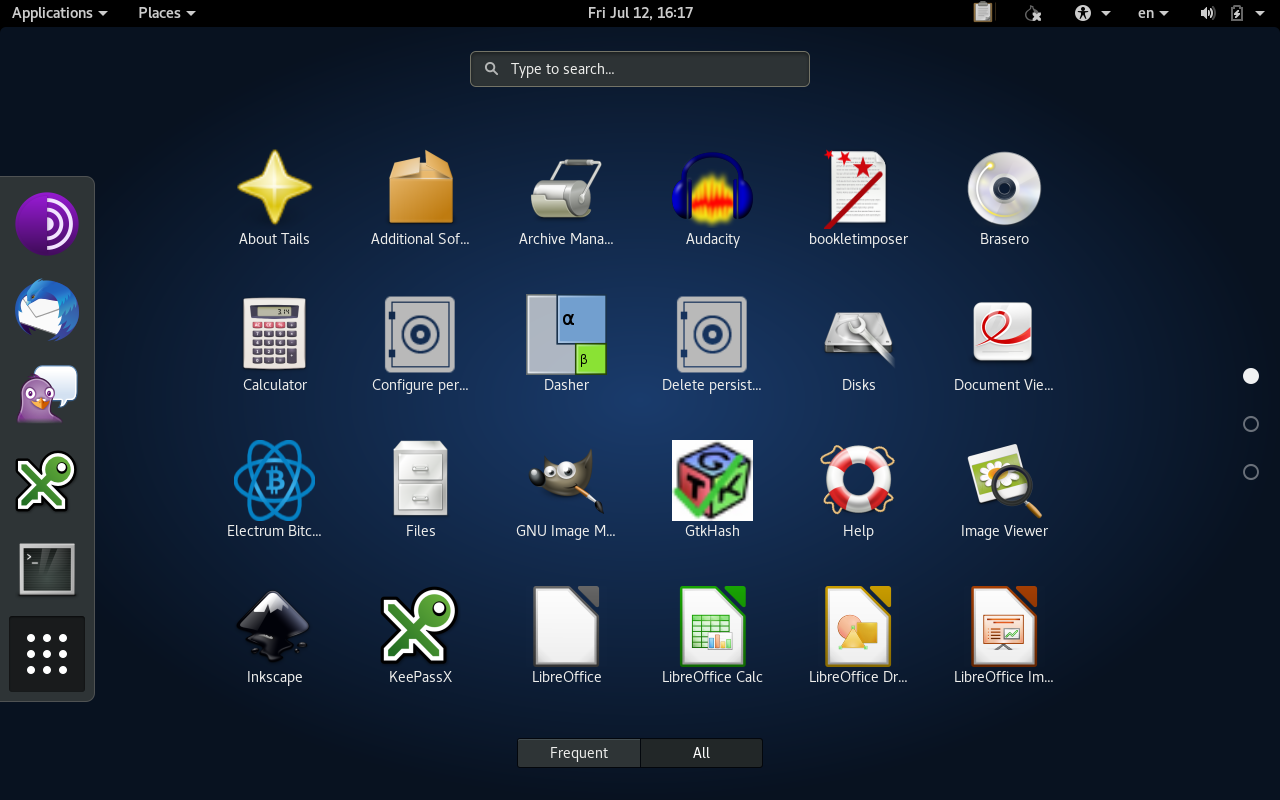 Applications Places Fri Jul 12, 16:17 en
Type to search...
About Tails Additional Sof... Archive Mana... Audacity bookletimposer Brasero
3.14 α β
Calculator Configure per... Dasher Delete persist... Disks Document Vie...
G T K
Electrum Bitc... Files GNU Image M... GtkHash Help Image Viewer
>_
Inkscape KeePassX LibreOffice LibreOffice Calc LibreOffice Dr... LibreOffice Im...
Frequent All